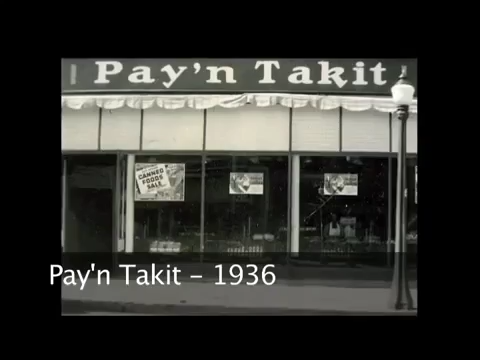 Pay'n Takit
CANNED
FOODS
SALE
Pay'n Takit - 1936